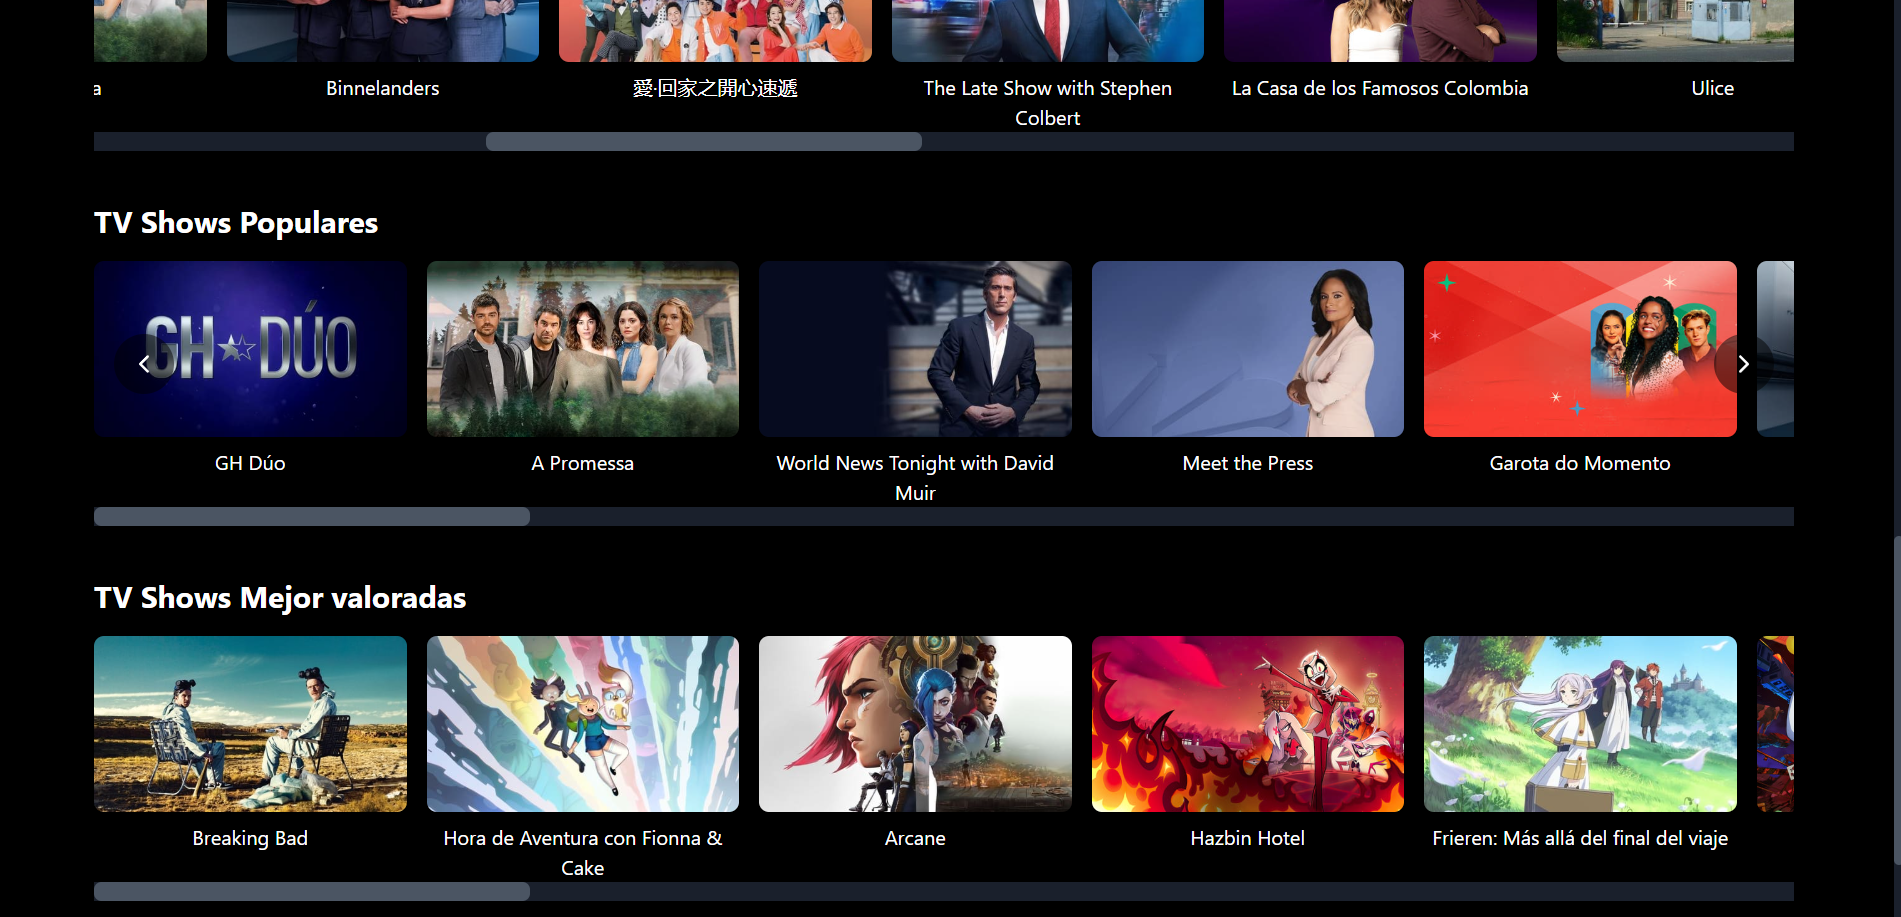 a
Binnelanders
愛·回家之開心速遞
The Late Show with Stephen
Colbert
La Casa de los Famosos Colombia
Ulice
TV Shows Populares
GH DÚO
GH Dúo
A Promessa
World News Tonight with David
Muir
Meet the Press
Garota do Momento
TV Shows Mejor valoradas
Breaking Bad
Hora de Aventura con Fionna &
Cake
Arcane
Hazbin Hotel
Frieren: Más allá del final del viaje